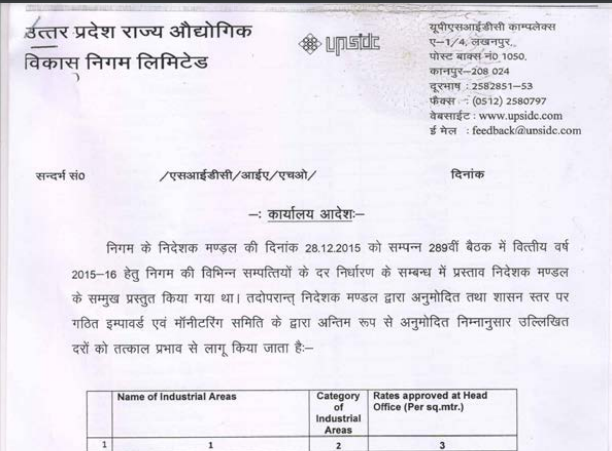 उत्तर प्रदेश राज्य औद्योगिक
विकास निगम लिमिटेड
upsidc
यूपीएसआईडीसी काम्पलेक्स
ए–1/4, लखनपुर,
पोस्ट बाक्स नं0 1050,
कानपुर–208 024
दूरभाष : 2582851–53
फैक्स : (0512) 2580797
वेबसाईट : www.upsidc.com
ई मेल : feedback@upsidc.com
सन्दर्भ सं0 /एसआईडीसी/आईए/एचओ/ दिनांक
–: कार्यालय आदेशः–
निगम के निदेशक मण्ड़ल की दिनांक 28.12.2015 को सम्पन्न 289वीं बैठक में वित्तीय वर्ष
2015–16 हेतु निगम की विभिन्न सम्पत्तियों के दर निर्धारण के सम्बन्ध में प्रस्ताव निदेशक मण्डल
के सम्मुख प्रस्तुत किया गया था। तदोपरान्त् निदेशक मण्डल द्वारा अनुमोदित तथा शासन स्तर पर
गठित इम्पावर्ड एवं मॉनीटरिंग समिति के द्वारा अन्तिम रूप से अनुमोदित निम्नानुसार उल्लिखित
दरों को तत्काल प्रभाव से लागू किया जाता हैः–
Name of Industrial Areas
Category of Industrial Areas
Rates approved at Head Office (Per sq.mtr.)
1 1 2 3